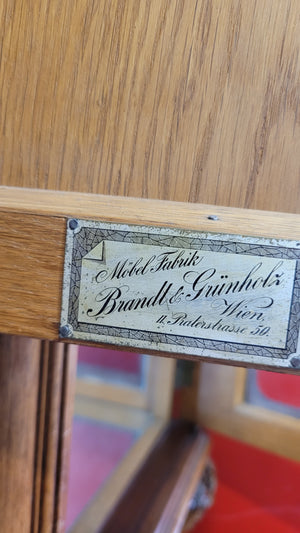 Möbel-Fabrik
Brandl & Grünholz
Wien,
II. Praterstrasse 50.